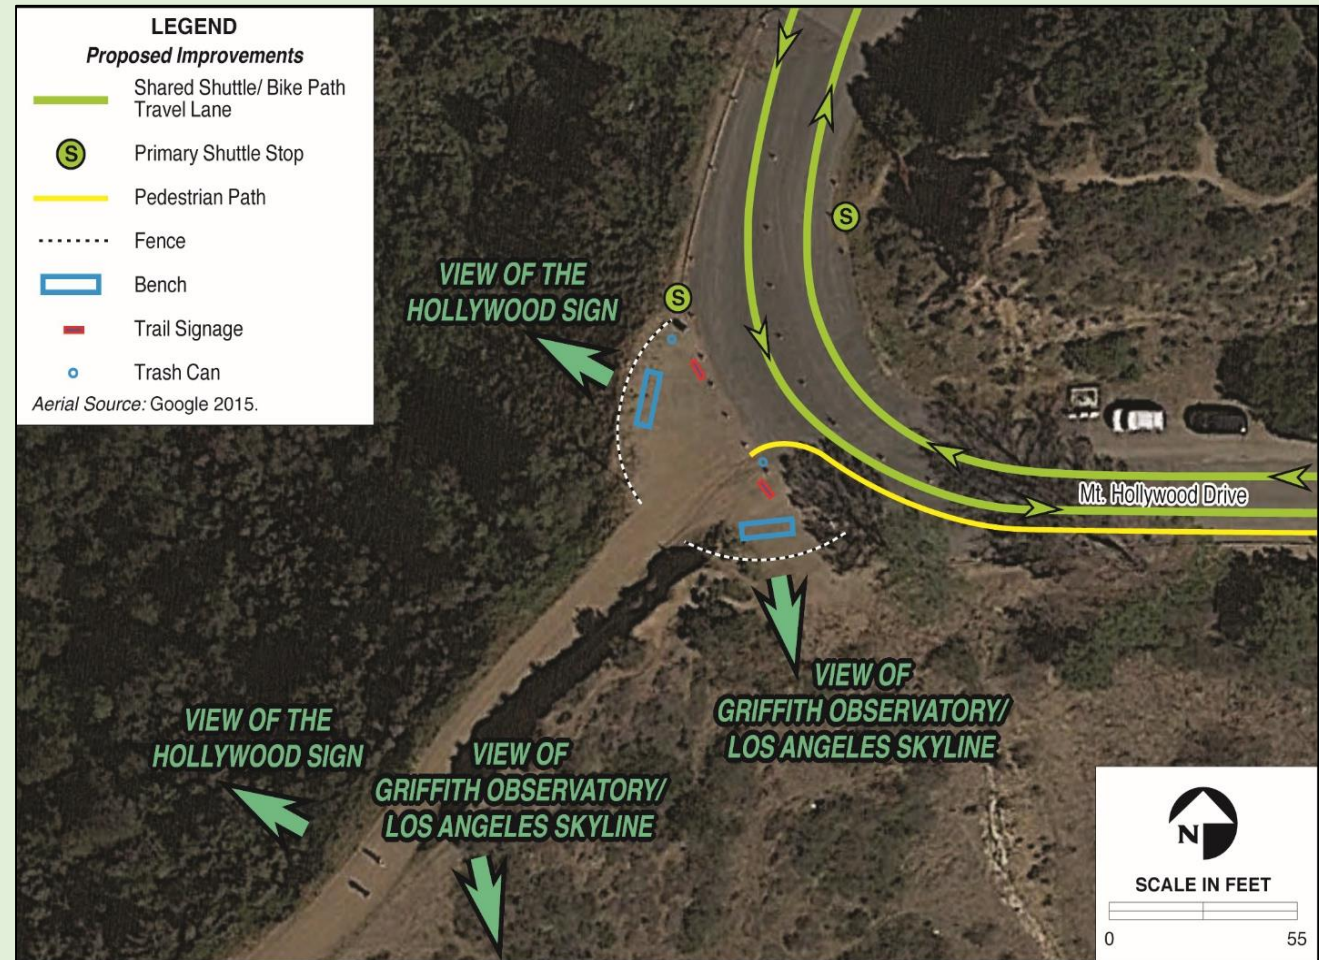 LEGEND
Proposed Improvements
Shared Shuttle/ Bike Path
Travel Lane
S
Primary Shuttle Stop
Pedestrian Path
Fence
Bench
Trail Signage
Trash Can
Aerial Source: Google 2015.
S
VIEW OF THE
HOLLYWOOD SIGN
S
Mt. Hollywood Drive
VIEW OF
GRIFFITH OBSERVATORY/
LOS ANGELES SKYLINE
VIEW OF THE
HOLLYWOOD SIGN
VIEW OF
GRIFFITH OBSERVATORY/
LOS ANGELES SKYLINE
N
SCALE IN FEET
0 55